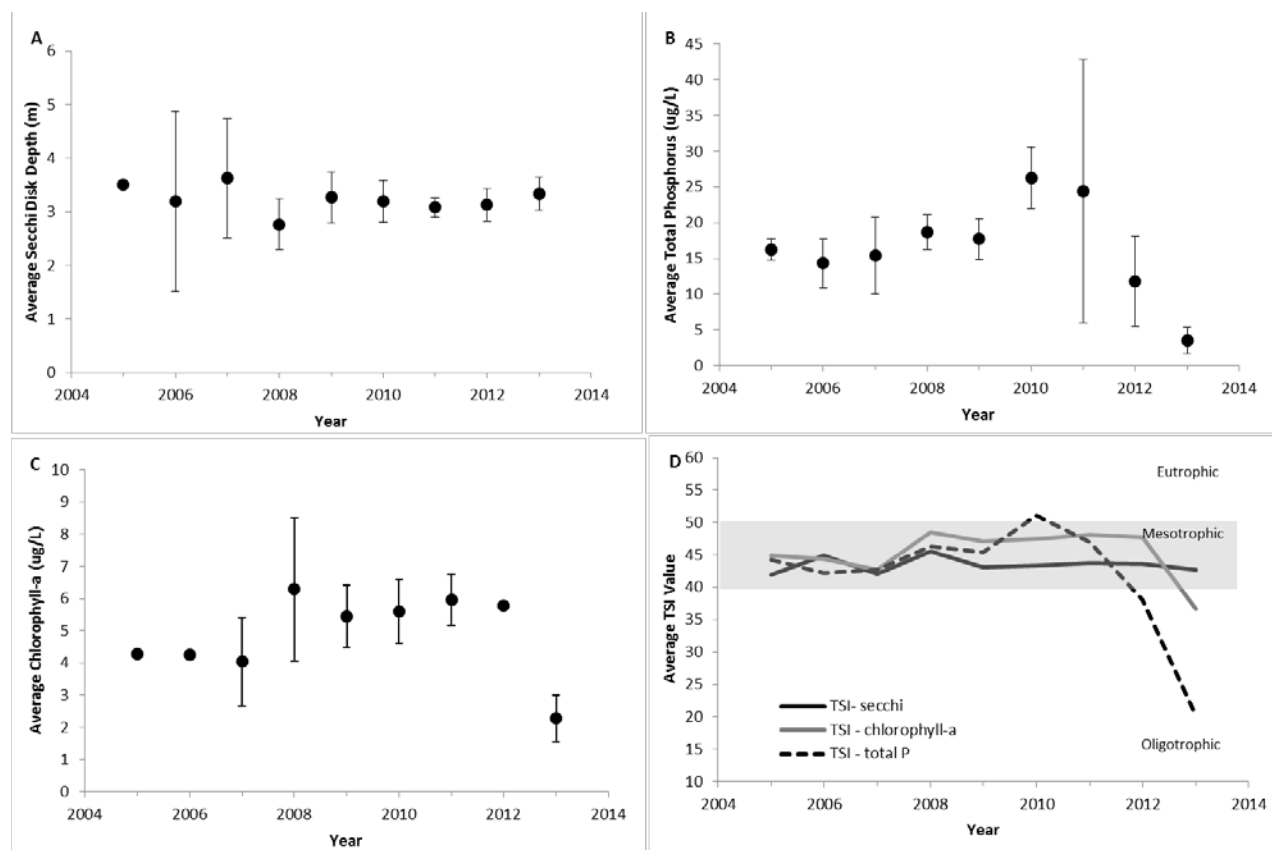 A
Average Secchi Disk Depth (m)
6
5
4
3
2
1
0
2004 2006 2008 2010 2012 2014
Year
B
Average Total Phosphorus (ug/L)
45
40
35
30
25
20
15
10
5
0
2004 2006 2008 2010 2012 2014
Year
C
Average Chlorophyll-a (ug/L)
10
9
8
7
6
5
4
3
2
1
0
2004 2006 2008 2010 2012 2014
Year
D
Average TSI Value
60
55
50
45
40
35
30
25
20
15
10
Eutrophic
Mesotrophic
Oligotrophic
TSI- secchi
TSI - chlorophyll-a
TSI - total P
2004 2006 2008 2010 2012 2014
Year